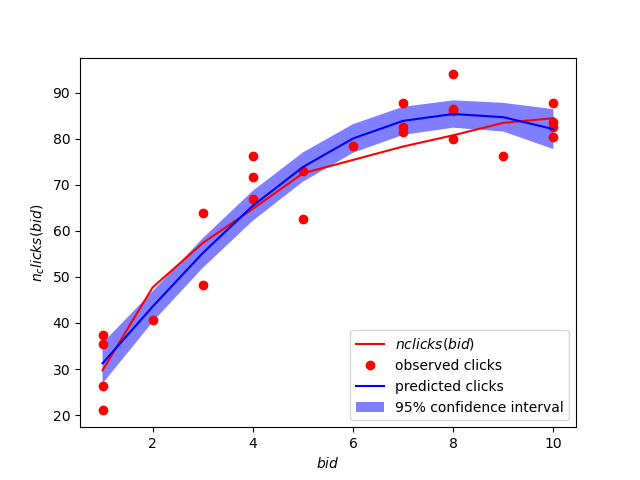 90
80
70
60
50
40
30
20
n_clicks(bid)
nclicks(bid)
observed clicks
predicted clicks
95% confidence interval
2
4
6
8
10
bid